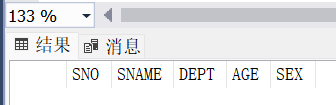 133 %
结果 消息
SNO SNAME DEPT AGE SEX